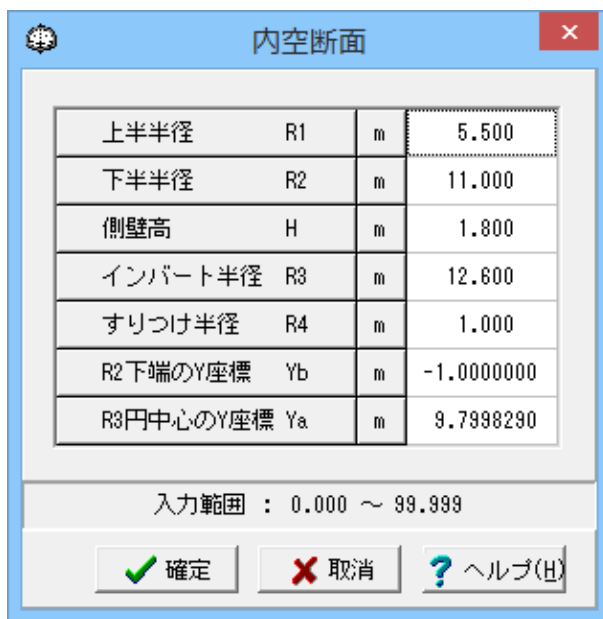 内空断面
上半半径 R1 m 5.500
下半半径 R2 m 11.000
側壁高 H m 1.800
インバート半径 R3 m 12.600
すりつけ半径 R4 m 1.000
R2下端のY座標 Yb m -1.0000000
R3円中心のY座標 Ya m 9.7998290
入力範囲 : 0.000 ～ 99.999
確定 取消 ヘルプ(H)